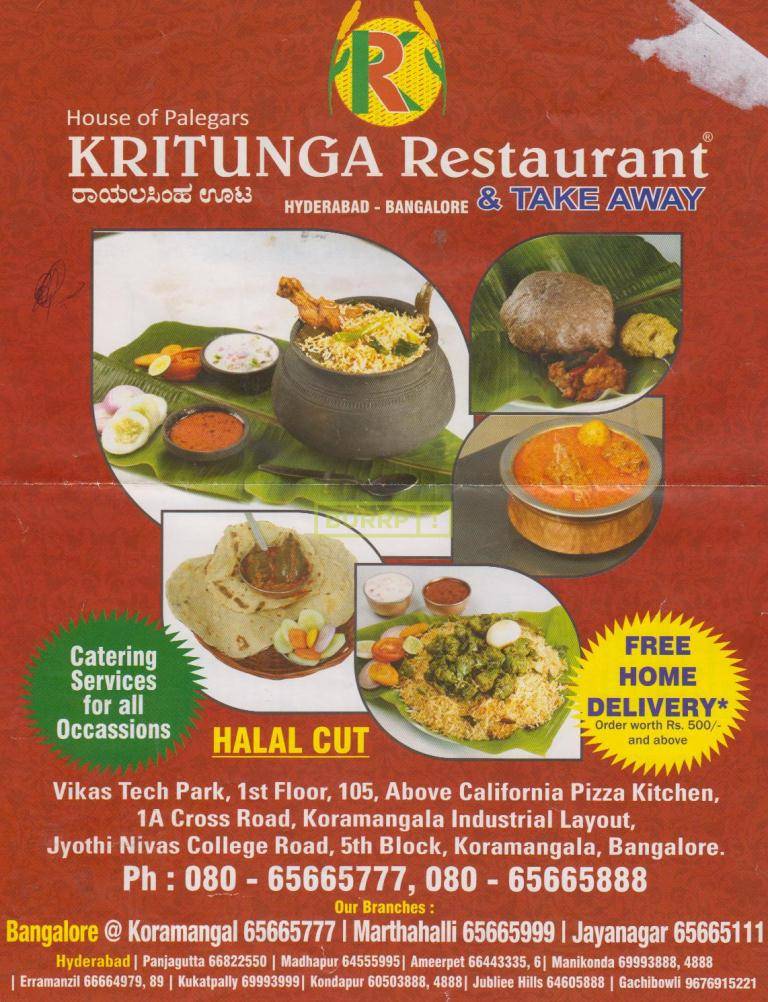 RK
House of Palegars
KRITUNGA Restaurant®
ರಾಯಲಸಿಂಹ ಊಟ
HYDERABAD - BANGALORE & TAKE AWAY
BURRP!
Catering
Services
for all
Occassions
HALAL CUT
FREE
HOME
DELIVERY*
Order worth Rs. 500/-
and above
Vikas Tech Park, 1st Floor, 105, Above California Pizza Kitchen,
1A Cross Road, Koramangala Industrial Layout,
Jyothi Nivas College Road, 5th Block, Koramangala, Bangalore.
Ph : 080 - 65665777, 080 - 65665888
Our Branches :
Bangalore @ Koramangal 65665777 | Marthahalli 65665999 | Jayanagar 65665111
Hyderabad | Panjagutta 66822550 | Madhapur 64555995| Ameerpet 66443335, 6| Manikonda 69993888, 4888
| Erramanzil 66664979, 89 | Kukatpally 69993999| Kondapur 60503888, 4888| Jubliee Hills 64605888 | Gachibowli 9676915221